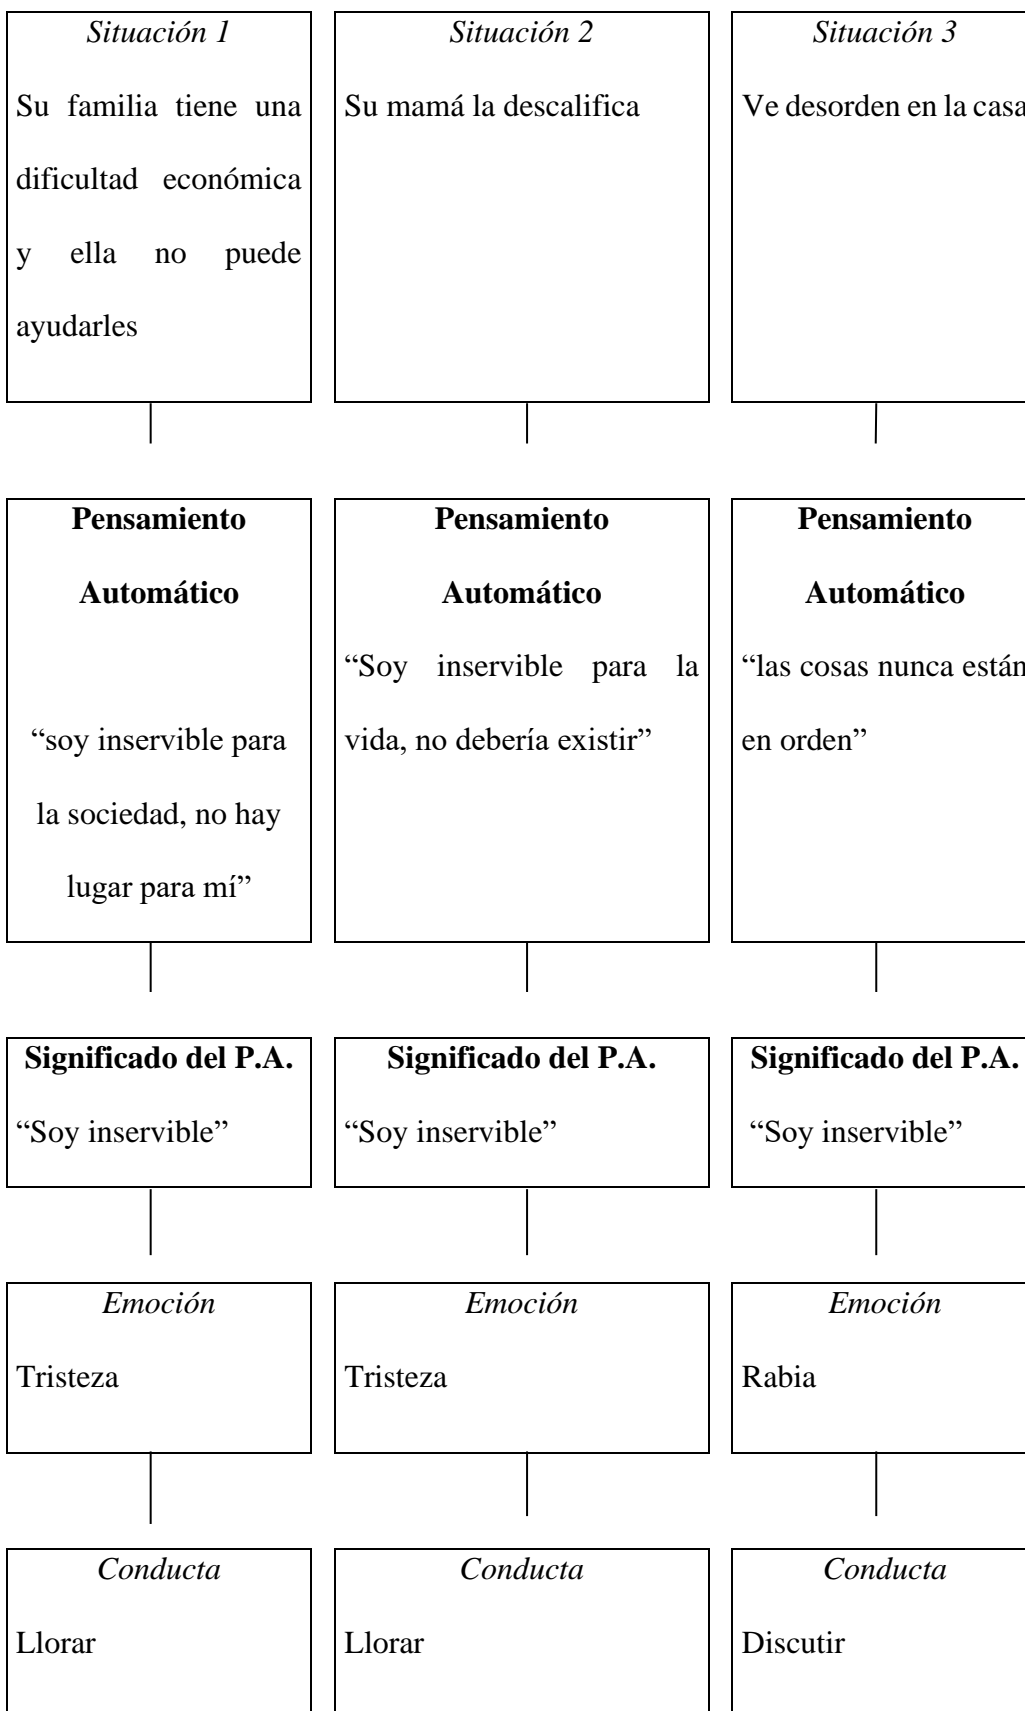 Situación 1
Su familia tiene una
dificultad económica
y ella no puede
ayudarles
Situación 2
Su mamá la descalifica
Situación 3
Ve desorden en la casa
Pensamiento
Automático
“soy inservible para
la sociedad, no hay
lugar para mí”
Pensamiento
Automático
“Soy inservible para la
vida, no debería existir”
Pensamiento
Automático
“las cosas nunca están
en orden”
Significado del P.A.
“Soy inservible”
Significado del P.A.
“Soy inservible”
Significado del P.A.
“Soy inservible”
Emoción
Tristeza
Emoción
Tristeza
Emoción
Rabia
Conducta
Llorar
Conducta
Llorar
Conducta
Discutir